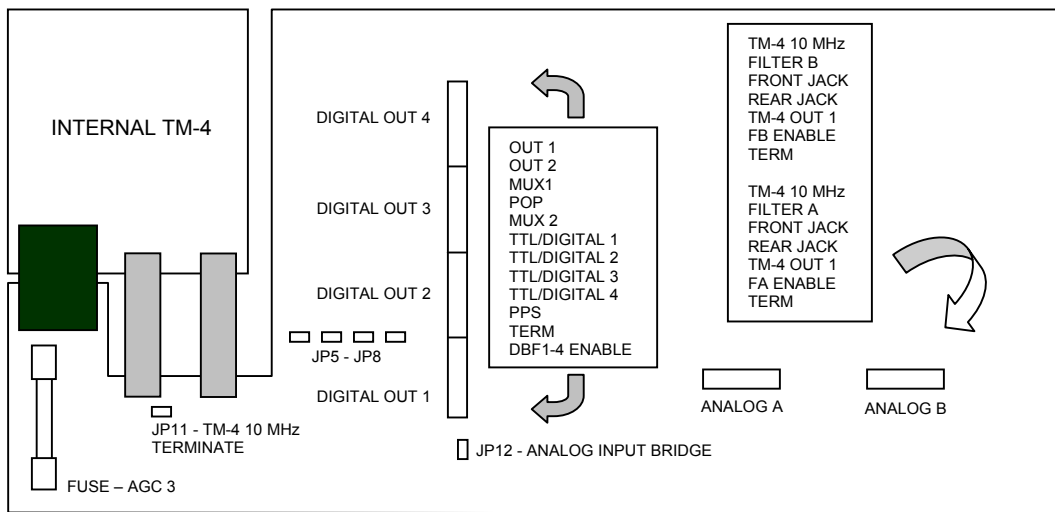 INTERNAL TM-4
DIGITAL OUT 4
DIGITAL OUT 3
DIGITAL OUT 2
JP5 - JP8
DIGITAL OUT 1
JP11 - TM-4 10 MHz
TERMINATE
FUSE – AGC 3
JP12 - ANALOG INPUT BRIDGE
OUT 1
OUT 2
MUX1
POP
MUX 2
TTL/DIGITAL 1
TTL/DIGITAL 2
TTL/DIGITAL 3
TTL/DIGITAL 4
PPS
TERM
DBF1-4 ENABLE
TM-4 10 MHz
FILTER B
FRONT JACK
REAR JACK
TM-4 OUT 1
FB ENABLE
TERM
TM-4 10 MHz
FILTER A
FRONT JACK
REAR JACK
TM-4 OUT 1
FA ENABLE
TERM
ANALOG A
ANALOG B